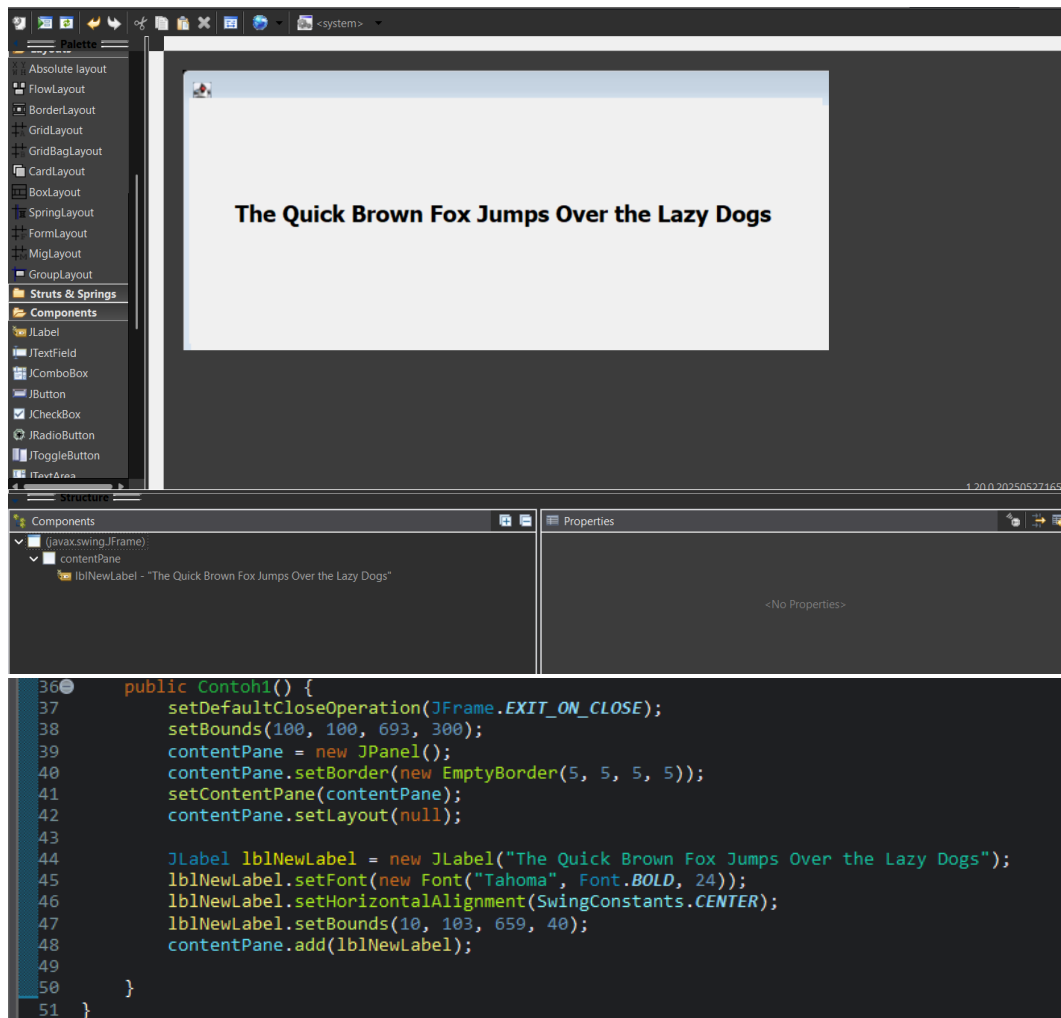 <system>
Palette
Layouts
Absolute layout
FlowLayout
BorderLayout
GridLayout
GridBagLayout
CardLayout
BoxLayout
SpringLayout
FormLayout
MigLayout
GroupLayout
Struts & Springs
Components
JLabel
JTextField
JComboBox
JButton
JCheckBox
JRadioButton
JToggleButton
JTextArea
The Quick Brown Fox Jumps Over the Lazy Dogs
1.20.0.20250527165
Structure
Components
(javax.swing.JFrame)
contentPane
lblNewLabel - "The Quick Brown Fox Jumps Over the Lazy Dogs"
Properties
<No Properties>
36 public Contoh1() {
37 setDefaultCloseOperation(JFrame.EXIT_ON_CLOSE);
38 setBounds(100, 100, 693, 300);
39 contentPane = new JPanel();
40 contentPane.setBorder(new EmptyBorder(5, 5, 5, 5));
41 setContentPane(contentPane);
42 contentPane.setLayout(null);
43
44 JLabel lblNewLabel = new JLabel("The Quick Brown Fox Jumps Over the Lazy Dogs");
45 lblNewLabel.setFont(new Font("Tahoma", Font.BOLD, 24));
46 lblNewLabel.setHorizontalAlignment(SwingConstants.CENTER);
47 lblNewLabel.setBounds(10, 103, 659, 40);
48 contentPane.add(lblNewLabel);
49
50 }
51 }